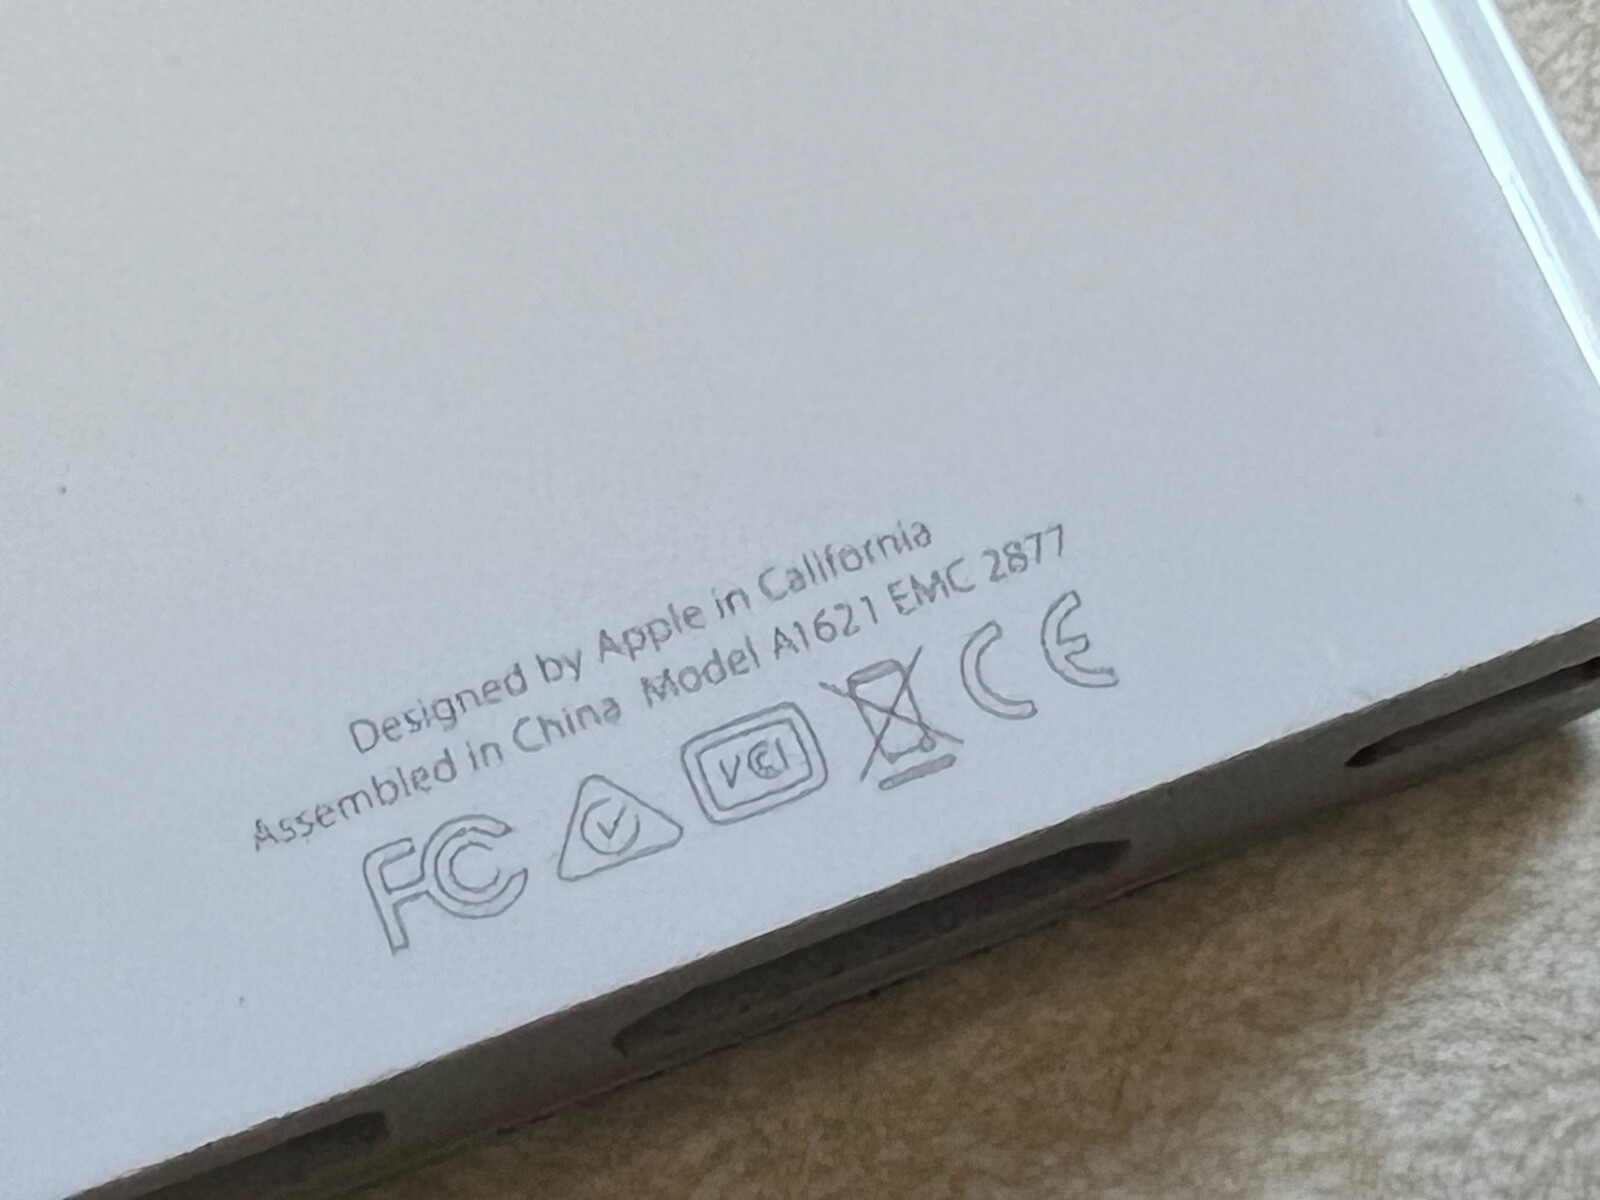 Designed by Apple in California
Assembled in China Model A1621 EMC 2877
FC VCI CE